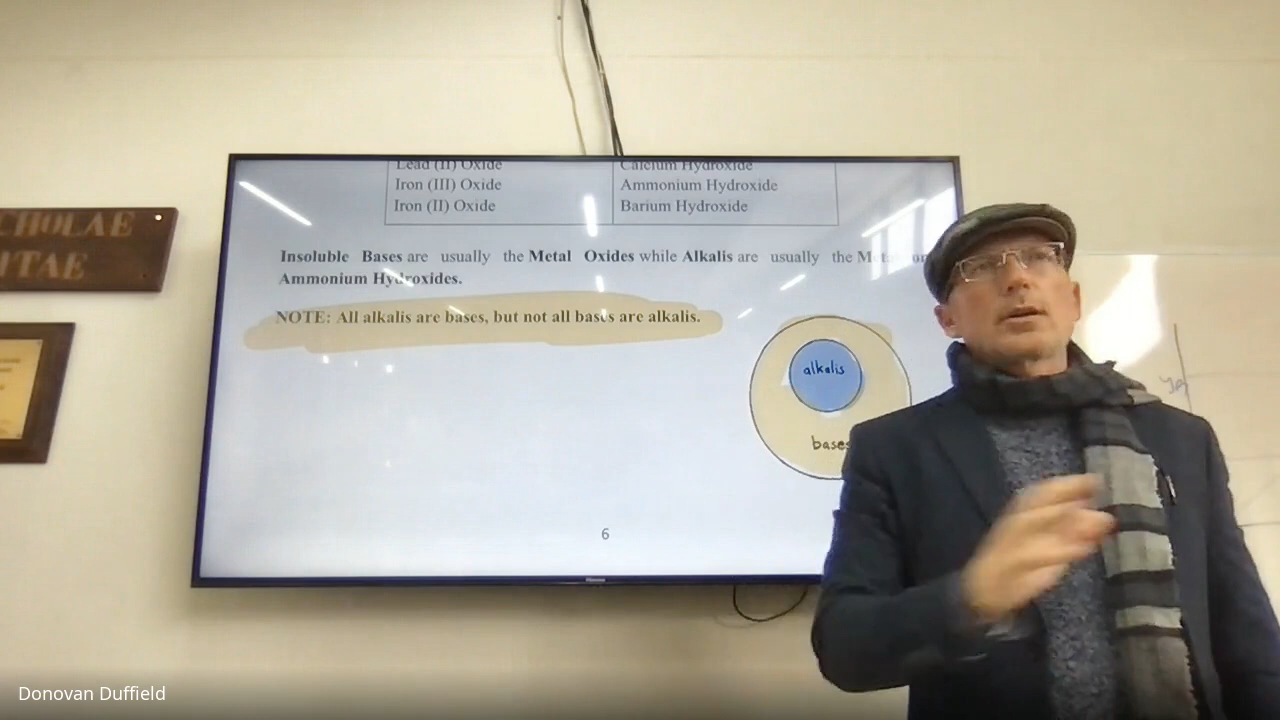 CHOLAE
ITAE
Lead (II) Oxide
Calcium Hydroxide
Iron (III) Oxide
Ammonium Hydroxide
Iron (II) Oxide
Barium Hydroxide
Insoluble Bases are usually the Metal Oxides while Alkalis are usually the
Ammonium Hydroxides.
NOTE: All alkalis are bases, but not all bases are alkalis.
alkalis
bases
6
Donovan Duffield